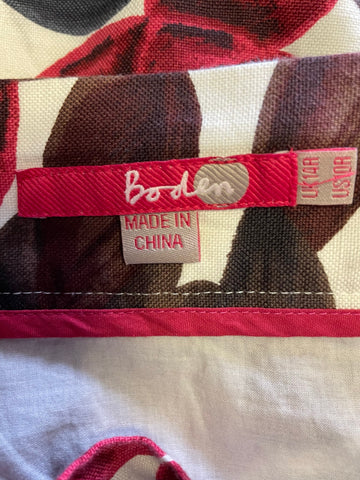 Boden
MADE IN
CHINA
UK 14R
US 10R